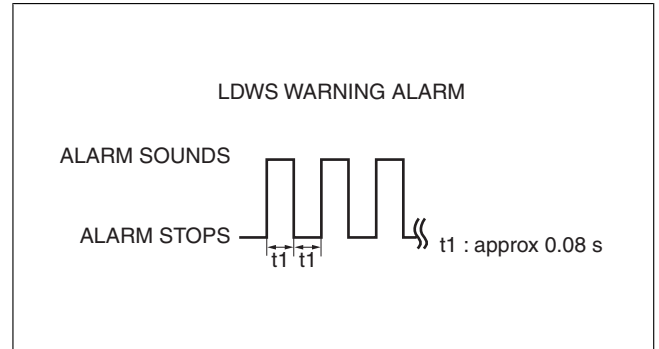 LDWS WARNING ALARM
ALARM SOUNDS
ALARM STOPS
t1 t1
t1 : approx 0.08 s